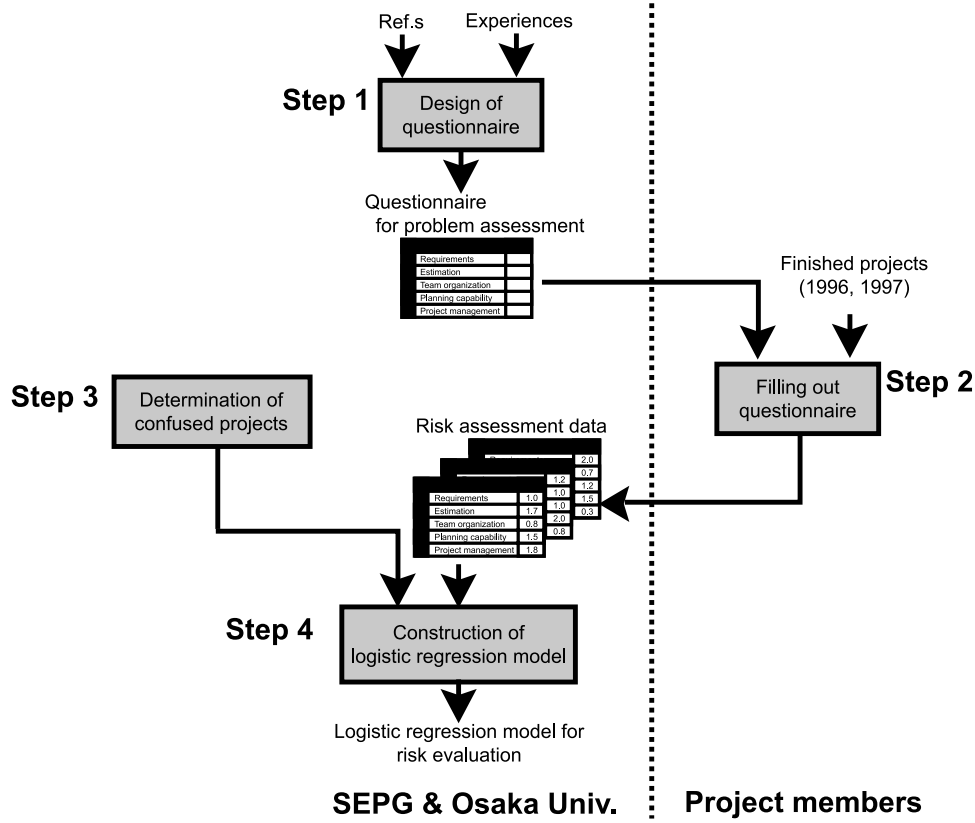 Ref.s
Experiences
Step 1
Design of
questionnaire
Questionnaire
for problem assessment
Requirements
Estimation
Team organization
Planning capability
Project management
Finished projects
(1996, 1997)
Step 2
Filling out
questionnaire
Step 3
Determination of
confused projects
Risk assessment data
2.0
0.7
1.2
1.5
0.3
1.2
1.0
1.0
2.0
0.8
Requirements 1.0
Estimation 1.7
Team organization 0.8
Planning capability 1.5
Project management 1.8
Step 4
Construction of
logistic regression model
Logistic regression model for
risk evaluation
SEPG & Osaka Univ.
Project members